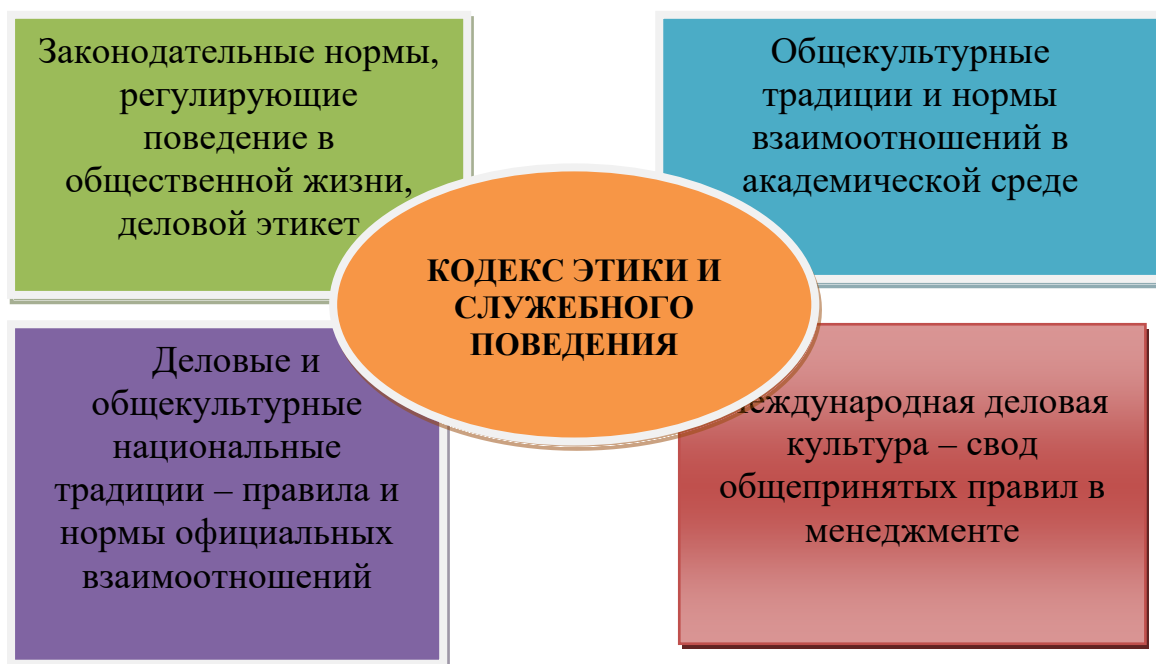 Законодательные нормы,
регулирующие
поведение в
общественной жизни,
деловой этикет
Общекультурные
традиции и нормы
взаимоотношений в
академической среде
КОДЕКС ЭТИКИ И
СЛУЖЕБНОГО
ПОВЕДЕНИЯ
Деловые и
общекультурные
национальные
традиции – правила и
нормы официальных
взаимоотношений
Международная деловая
культура – свод
общепринятых правил в
менеджменте